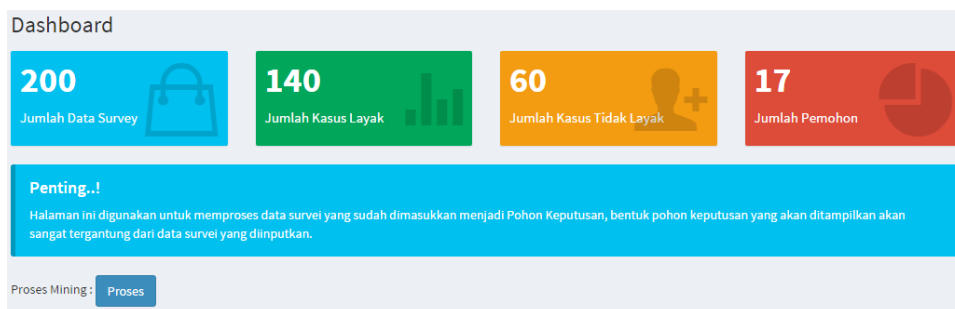 Dashboard
200
Jumlah Data Survey
140
Jumlah Kasus Layak
60
Jumlah Kasus Tidak Layak
17
Jumlah Pemohon
Penting..!
Halaman ini digunakan untuk memproses data survei yang sudah dimasukkan menjadi Pohon Keputusan, bentuk pohon keputusan yang akan ditampilkan akan
sangat tergantung dari data survei yang diinputkan.
Proses Mining : Proses